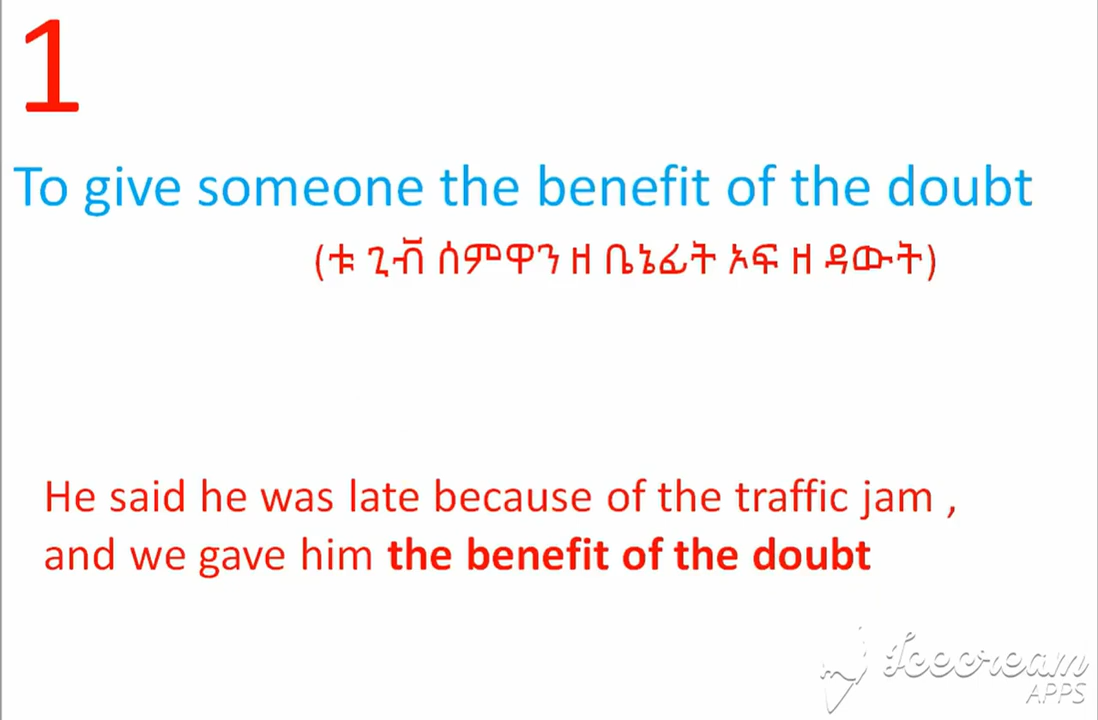 1
To give someone the benefit of the doubt
(ቱ ጊቭ ሰምዋን ዘ ቤኔፊት ኦፍ ዘ ዳውት)
He said he was late because of the traffic jam ,
and we gave him the benefit of the doubt
Icecream
APPS